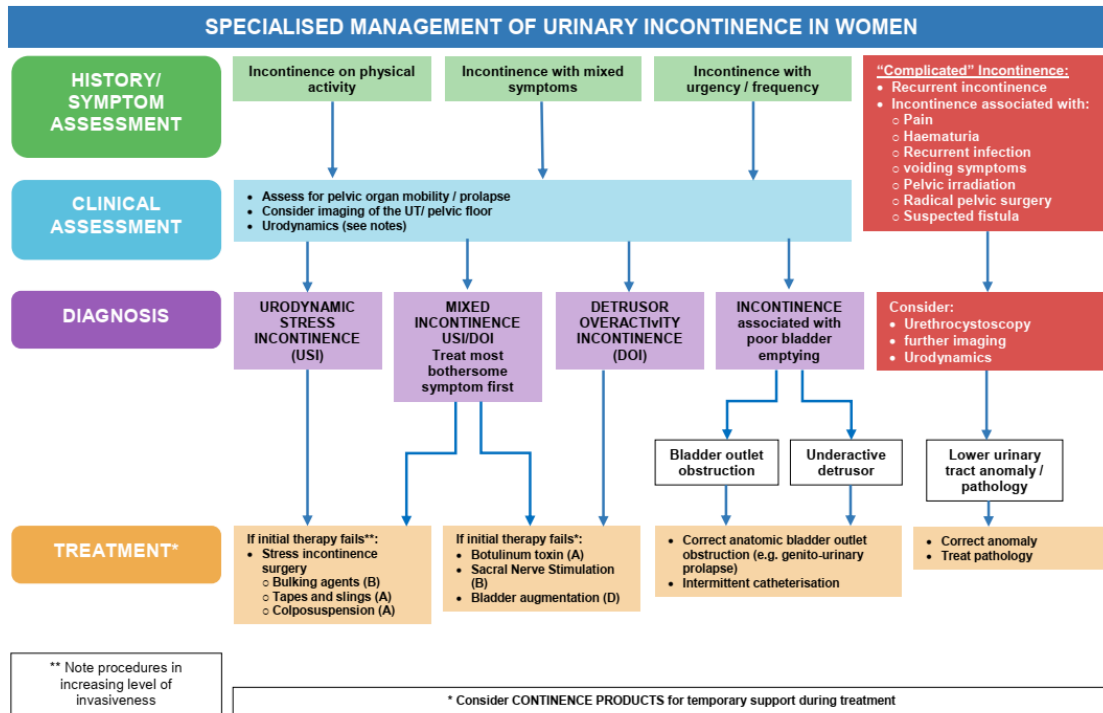 SPECIALISED MANAGEMENT OF URINARY INCONTINENCE IN WOMEN
HISTORY/
SYMPTOM
ASSESSMENT
Incontinence on physical
activity
Incontinence with mixed
symptoms
Incontinence with
urgency / frequency
“Complicated” Incontinence:
• Recurrent incontinence
• Incontinence associated with:
o Pain
o Haematuria
o Recurrent infection
o voiding symptoms
o Pelvic irradiation
o Radical pelvic surgery
o Suspected fistula
CLINICAL
ASSESSMENT
• Assess for pelvic organ mobility / prolapse
• Consider imaging of the UT/ pelvic floor
• Urodynamics (see notes)
DIAGNOSIS
URODYNAMIC
STRESS
INCONTINENCE
(USI)
MIXED
INCONTINENCE
USI/DOI
Treat most
bothersome
symptom first
DETRUSOR
OVERACTIvITY
INCONTINENCE
(DOI)
INCONTINENCE
associated with
poor bladder
emptying
Consider:
• Urethrocystoscopy
• further imaging
• Urodynamics
Bladder outlet
obstruction
Underactive
detrusor
Lower urinary
tract anomaly /
pathology
TREATMENT*
If initial therapy fails**:
• Stress incontinence
surgery
o Bulking agents (B)
o Tapes and slings (A)
o Colposuspension (A)
If initial therapy fails*:
• Botulinum toxin (A)
• Sacral Nerve Stimulation
(B)
• Bladder augmentation (D)
• Correct anatomic bladder outlet
obstruction (e.g. genito-urinary
prolapse)
• Intermittent catheterisation
• Correct anomaly
• Treat pathology
** Note procedures in
increasing level of
invasiveness
* Consider CONTINENCE PRODUCTS for temporary support during treatment